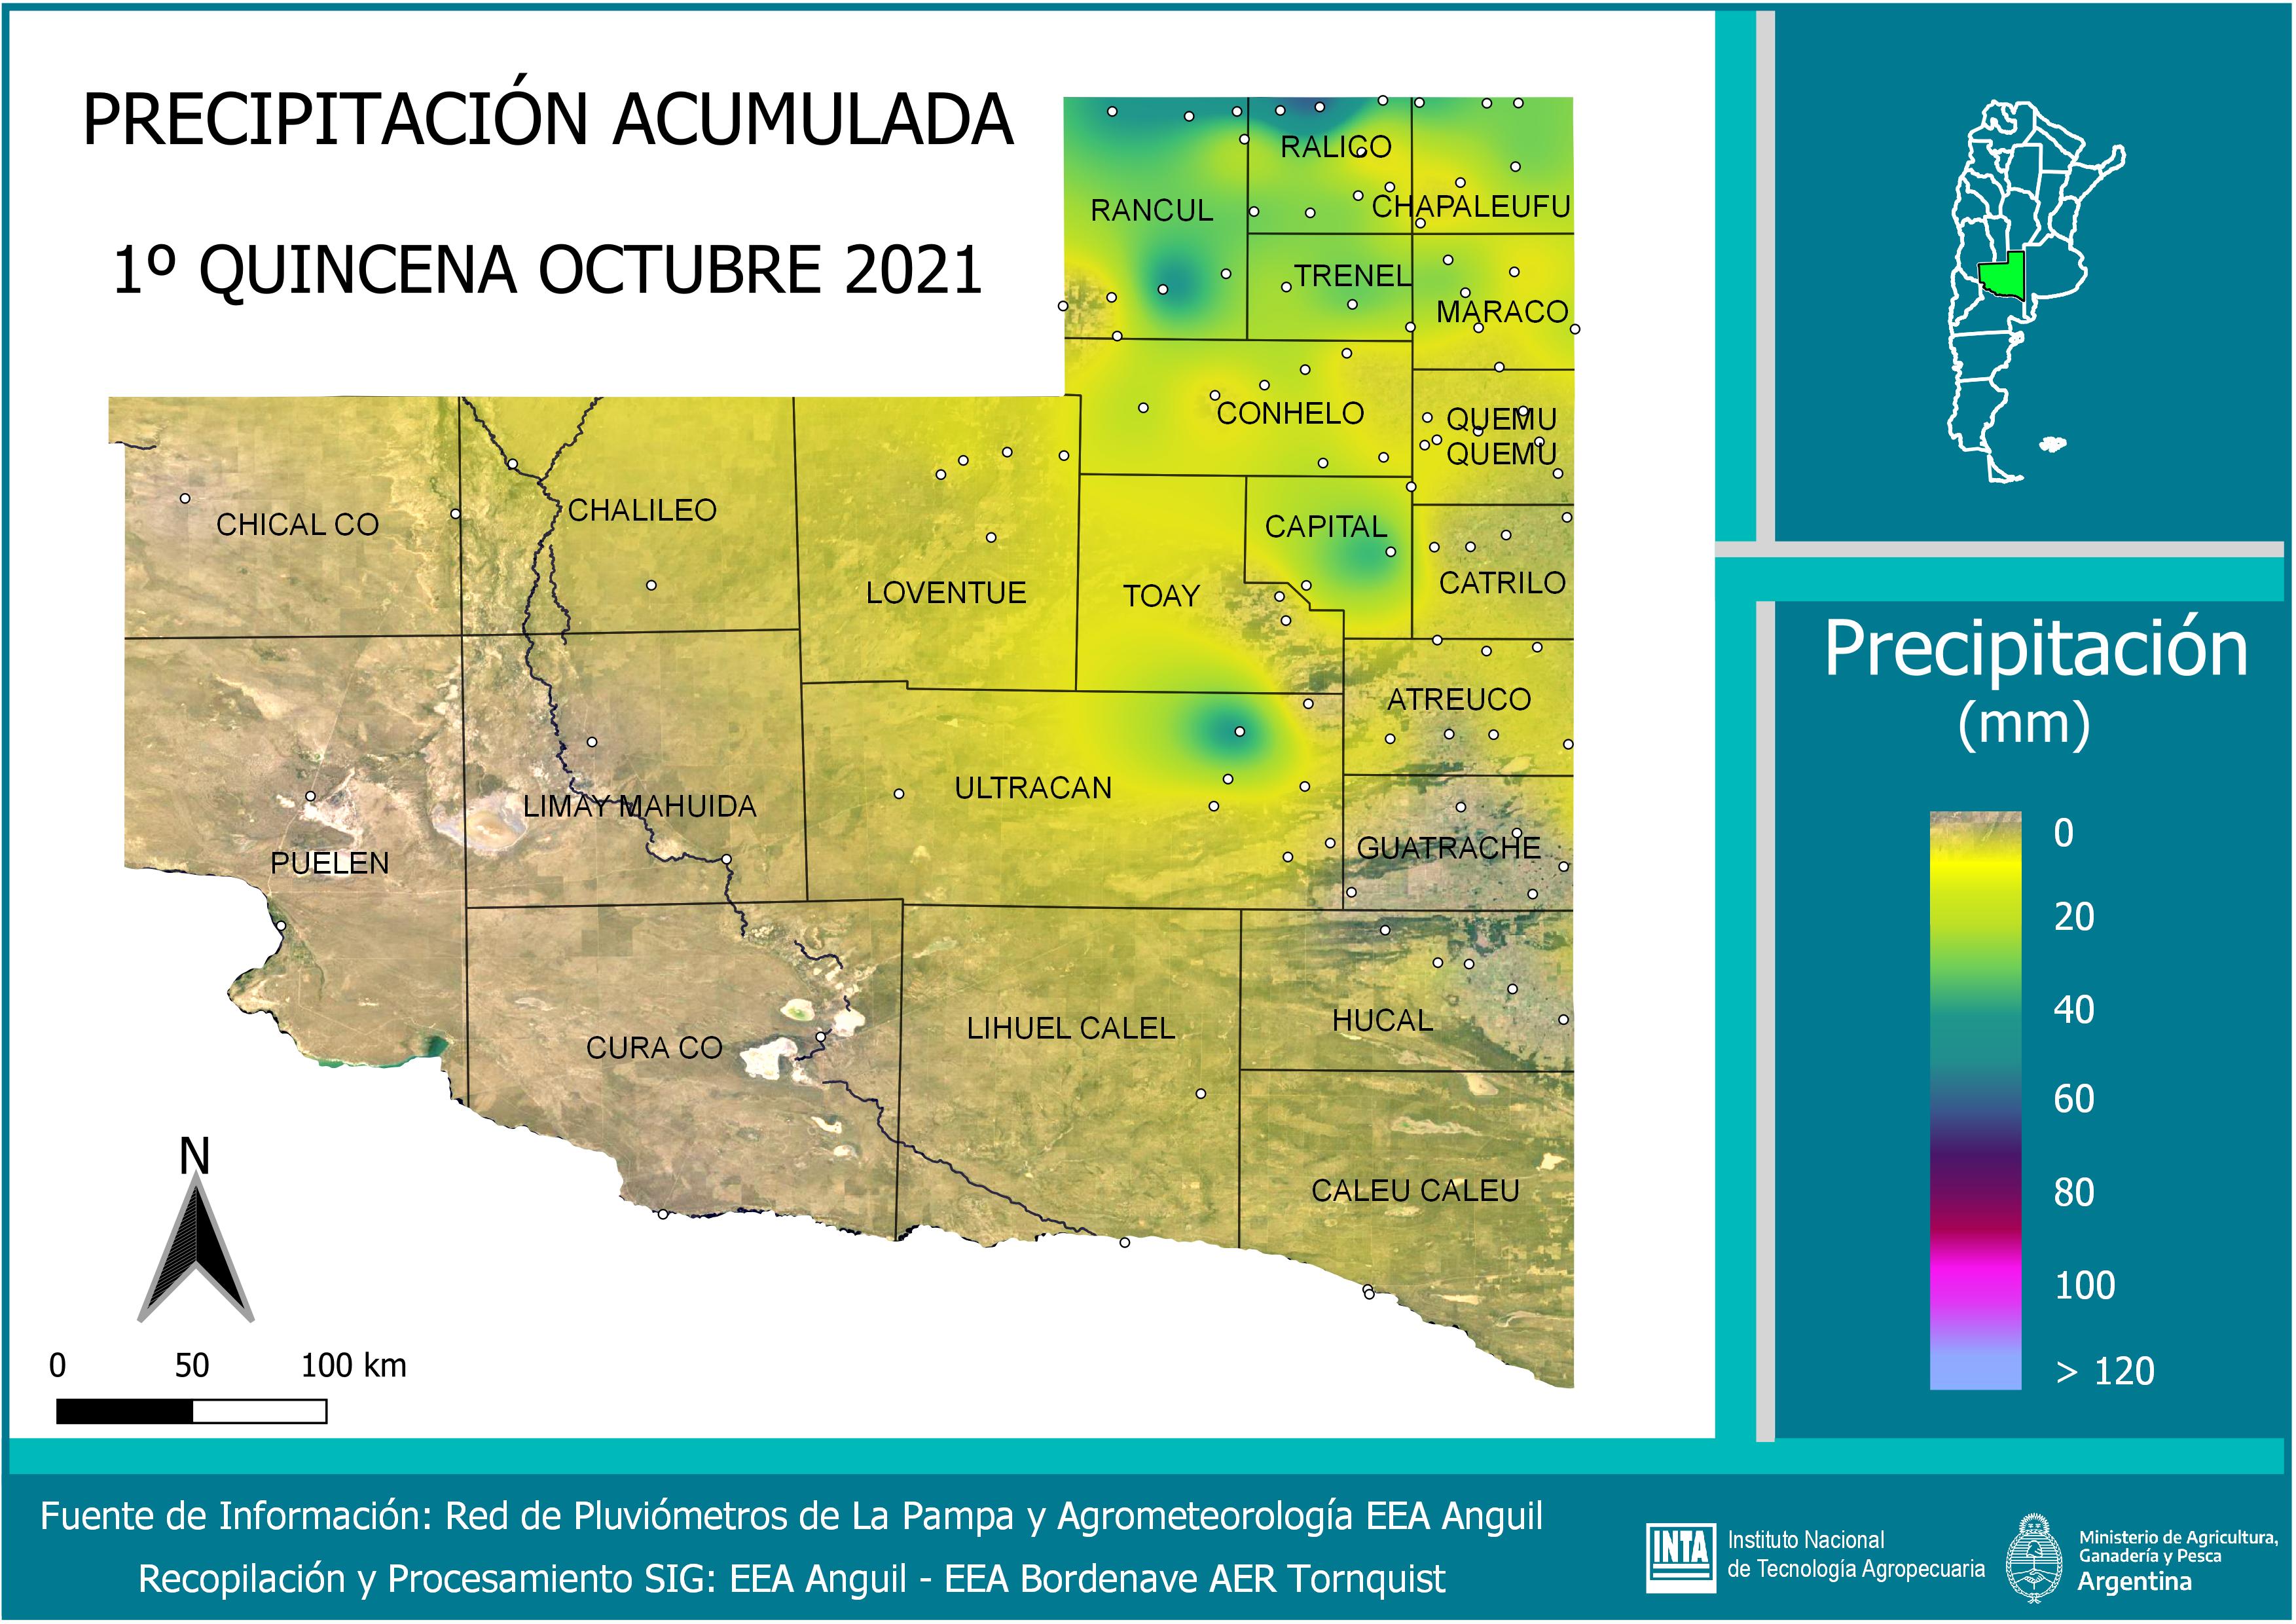 PRECIPITACIÓN ACUMULADA
1º QUINCENA OCTUBRE 2021
RALICO
RANCUL
CHAPALEUFU
TRENEL
MARACO
CONHELO
QUEMU
QUEMU
CHICAL CO
CHALILEO
CAPITAL
LOVENTUE
TOAY
CATRILO
ATREUCO
ULTRACAN
LIMAY MAHUIDA
PUELEN
GUATRACHE
CURA CO
LIHUEL CALEL
HUCAL
CALEU CALEU
N
0 50 100 km
Precipitación
(mm)
0
20
40
60
80
100
> 120
Fuente de Información: Red de Pluviómetros de La Pampa y Agrometeorología EEA Anguil
Recopilación y Procesamiento SIG: EEA Anguil - EEA Bordenave AER Tornquist
INTA
Instituto Nacional
de Tecnología Agropecuaria
Ministerio de Agricultura,
Ganadería y Pesca
Argentina